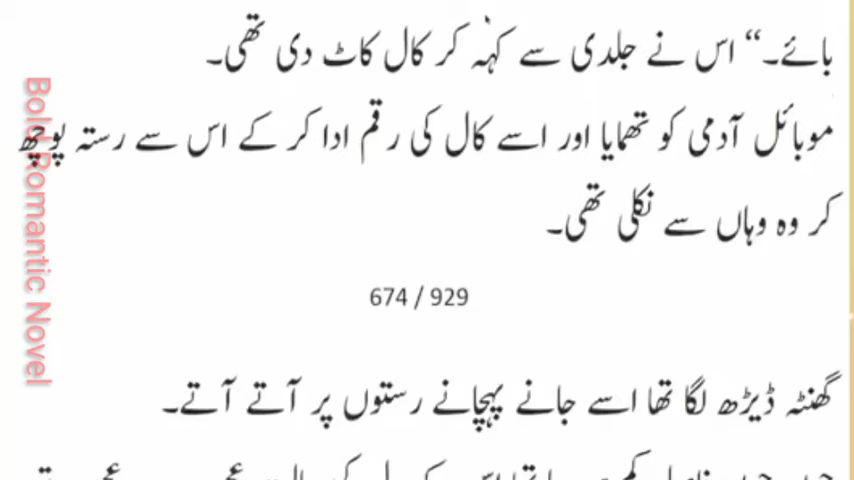 بائے۔“ اس نے جلدی سے کہہ کر کال کاٹ دی تھی۔
موبائل آدمی کو تھمایا اور اسے کال کی رقم ادا کر کے اس سے رستہ پوچھ
کر وہ وہاں سے نکلی تھی۔
674 / 929
گھنٹہ ڈیڑھ لگا تھا اسے جانے پہچانے رستوں پر آتے آتے۔
Bold Romantic Novel